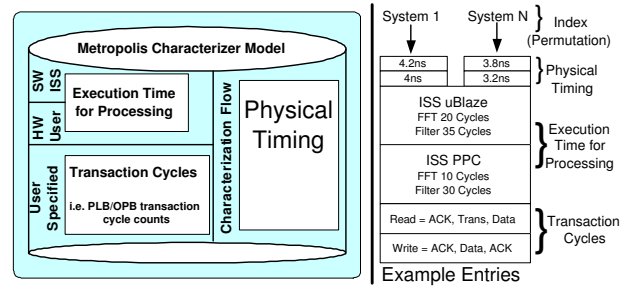 Metropolis Characterizer Model
SW
ISS
HW
User
Execution Time
for Processing
User
Specified
Transaction Cycles
i.e. PLB/OPB transaction
cycle counts
Characterization Flow
Physical
Timing
System 1
System N
Index
(Permutation)
4.2ns
3.8ns
4ns
3.2ns
Physical
Timing
ISS uBlaze
FFT 20 Cycles
Filter 35 Cycles
ISS PPC
FFT 10 Cycles
Filter 30 Cycles
Execution
Time for
Processing
Read = ACK, Trans, Data
Write = ACK, Data, ACK
Transaction
Cycles
Example Entries